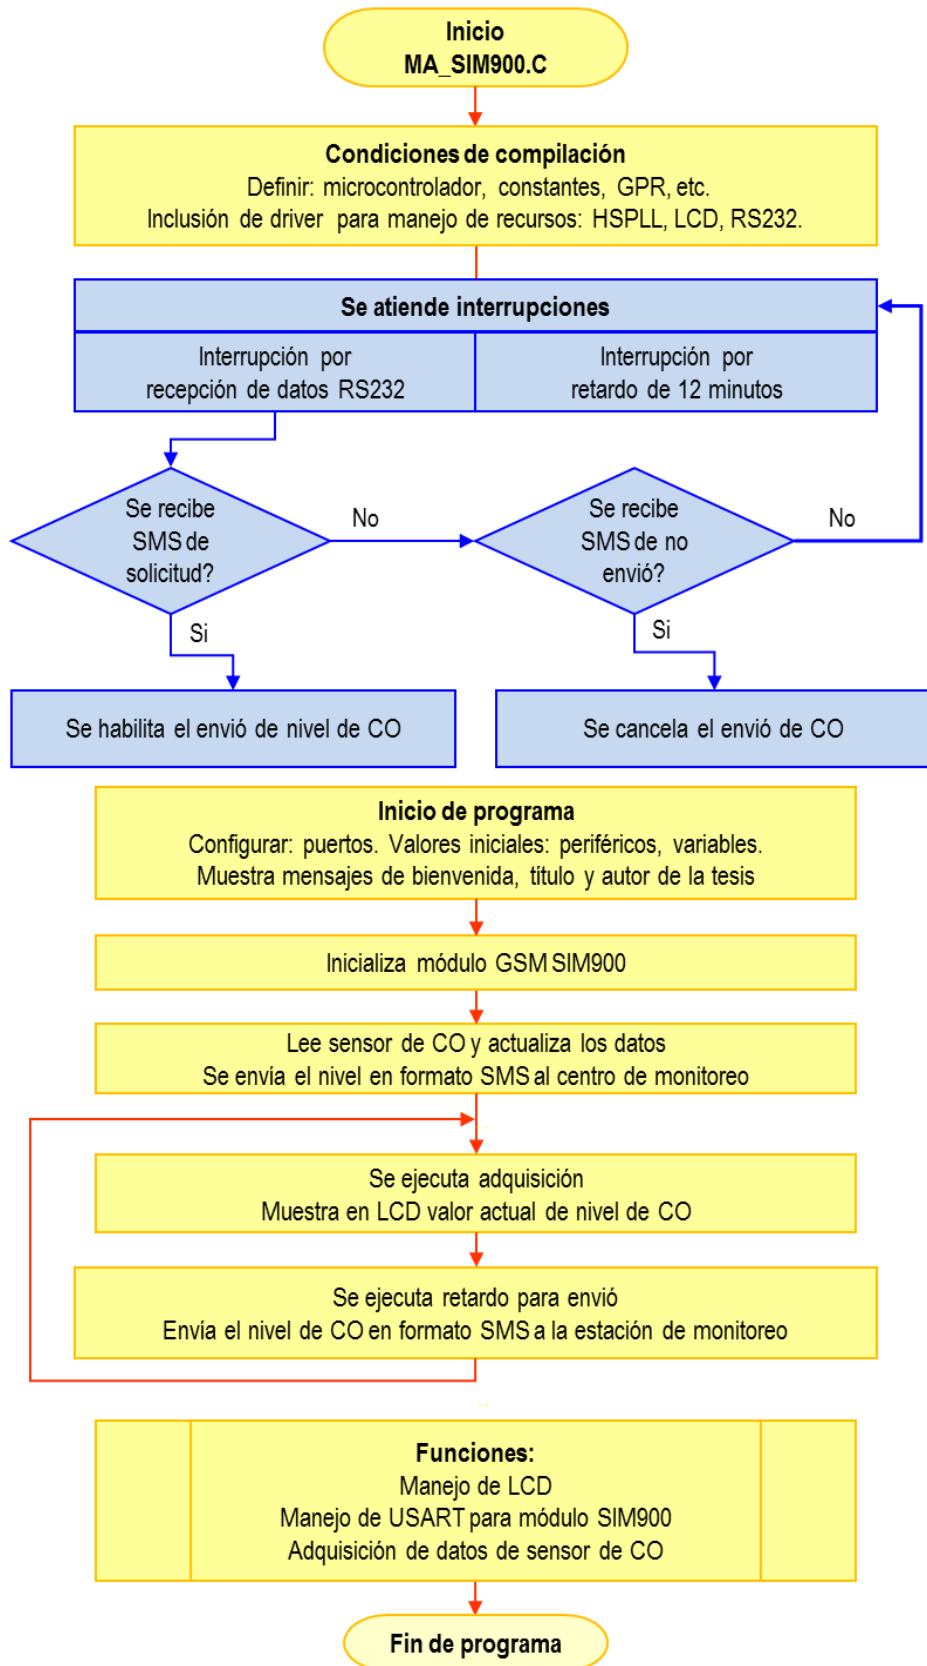 Inicio
MA_SIM900.C
Condiciones de compilación
Definir: microcontrolador, constantes, GPR, etc.
Inclusión de driver para manejo de recursos: HSPLL, LCD, RS232.
Se atiende interrupciones
Interrupción por
recepción de datos RS232
Interrupción por
retardo de 12 minutos
Se recibe
SMS de
solicitud?
No
Se recibe
SMS de no
envió?
No
Si
Si
Se habilita el envió de nivel de CO
Se cancela el envió de CO
Inicio de programa
Configurar: puertos. Valores iniciales: periféricos, variables.
Muestra mensajes de bienvenida, título y autor de la tesis
Inicializa módulo GSM SIM900
Lee sensor de CO y actualiza los datos
Se envía el nivel en formato SMS al centro de monitoreo
Se ejecuta adquisición
Muestra en LCD valor actual de nivel de CO
Se ejecuta retardo para envió
Envía el nivel de CO en formato SMS a la estación de monitoreo
Funciones:
Manejo de LCD
Manejo de USART para módulo SIM900
Adquisición de datos de sensor de CO
Fin de programa